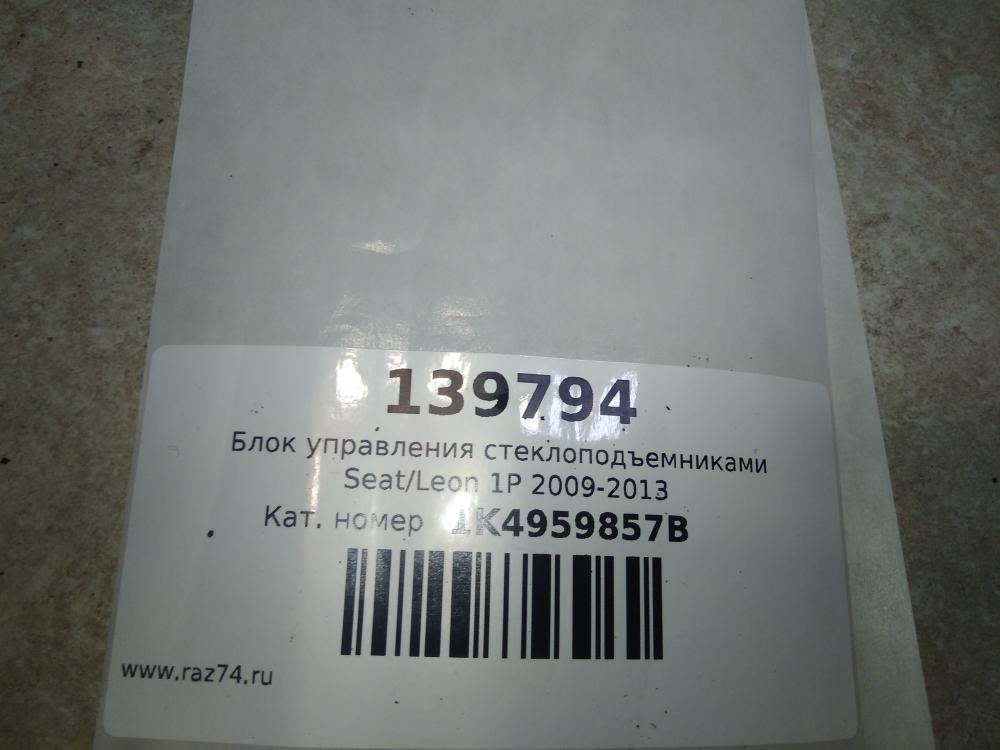 139794
Блок управления стеклоподъемниками
Seat/Leon 1P 2009-2013
Кат. номер 1K4959857B
www.raz74.ru